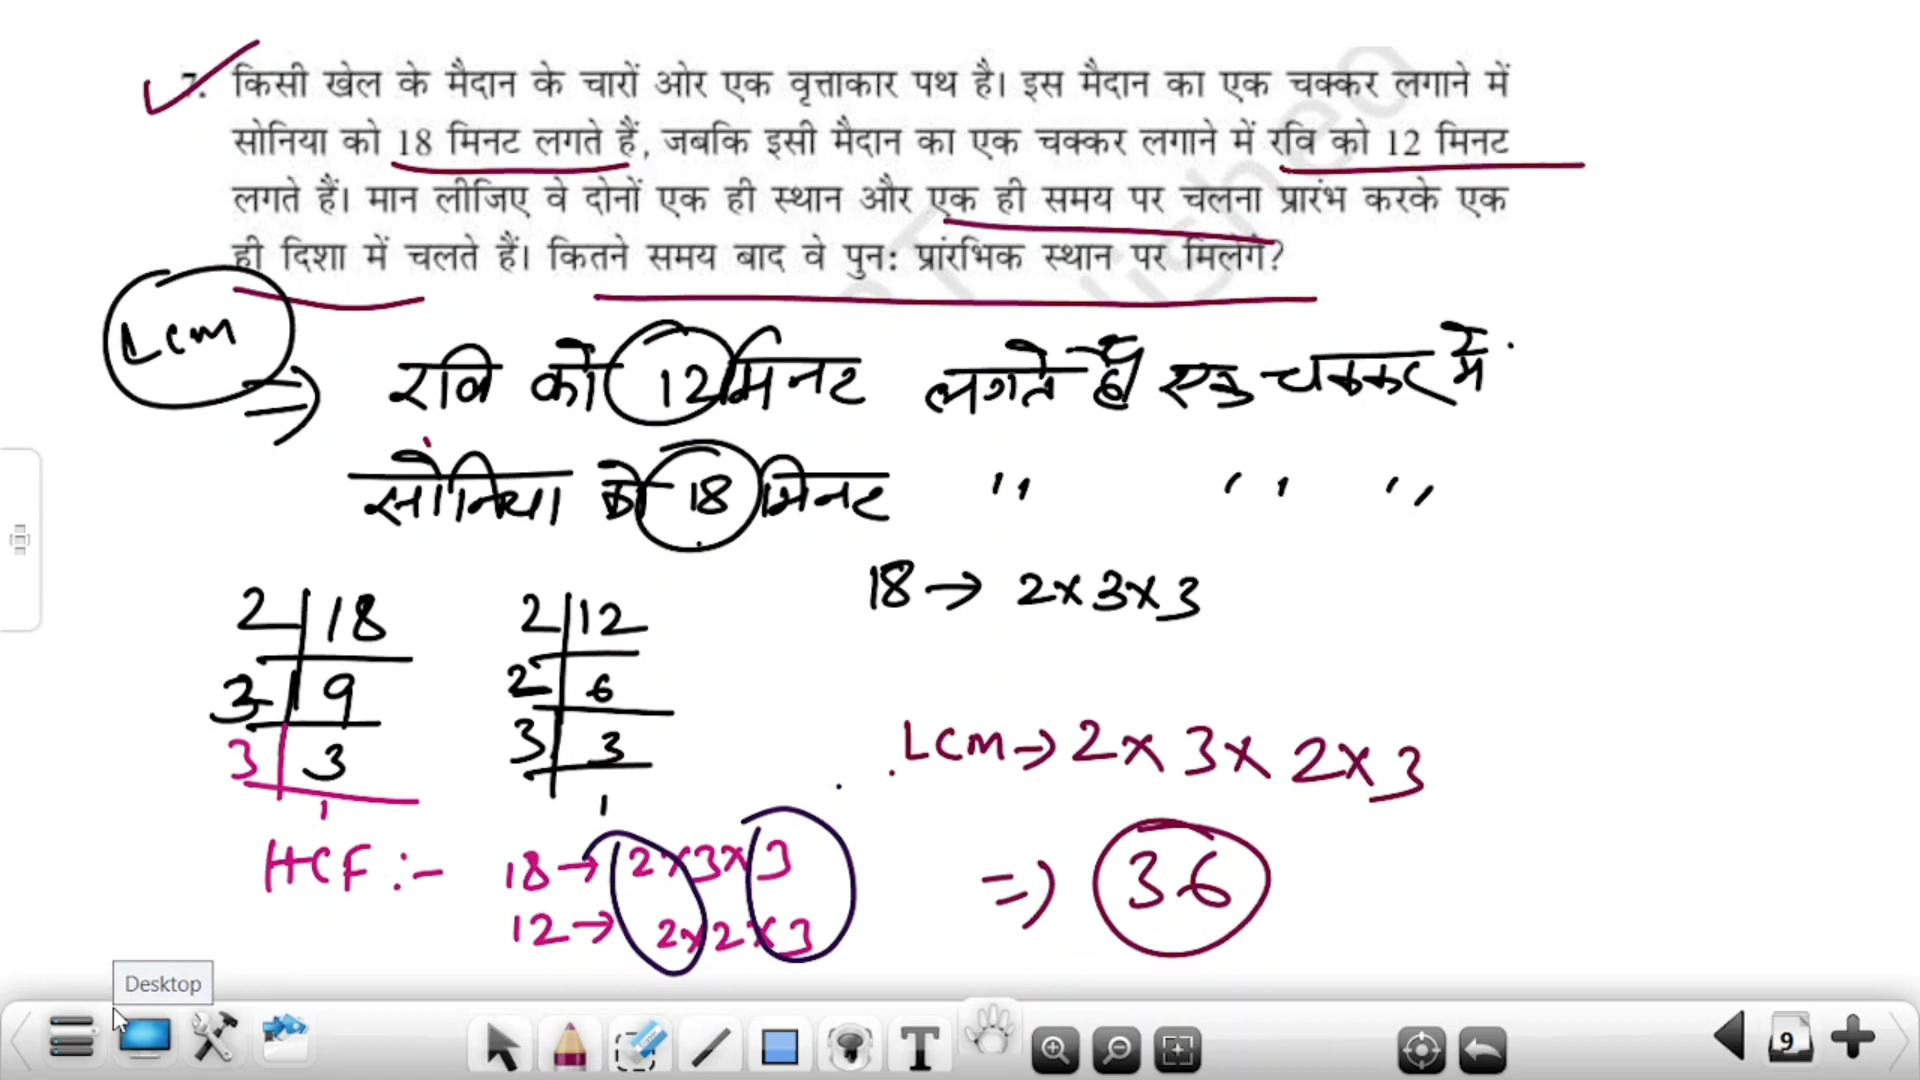 7. किसी खेल के मैदान के चारों ओर एक वृत्ताकार पथ है। इस मैदान का एक चक्कर लगाने में
सोनिया को 18 मिनट लगते हैं, जबकि इसी मैदान का एक चक्कर लगाने में रवि को 12 मिनट
लगते हैं। मान लीजिए वे दोनों एक ही स्थान और एक ही समय पर चलना प्रारंभ करके एक
ही दिशा में चलते हैं। कितने समय बाद वे पुन: प्रांरभिक स्थान पर मिलेंगे?
Lcm
=) रवि को 12 मिनट लगते हैं एक चक्कर में.
सोनिया को 18 मिनट " " "
18 → 2×3×3
2 | 18
3 | 9
3 | 3
1
2 | 12
2 | 6
3 | 3
1
LCM → 2× 3× 2×3
=) 36
HCF :- 18 → 2×3×3
12 → 2×2×3
Desktop
T
9